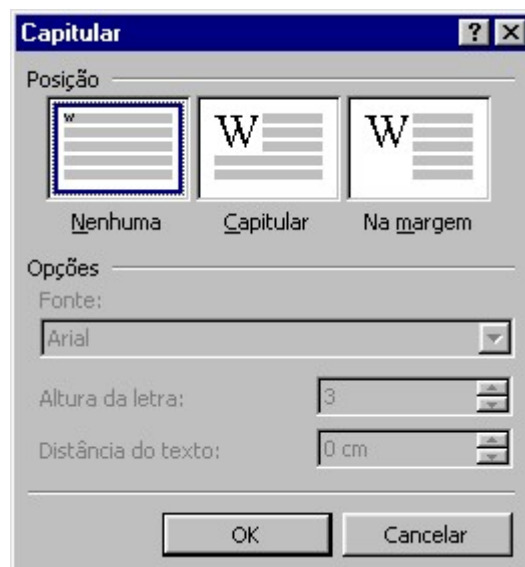 Capitular
Posição
W W W
Nenhuma Capitular Na margem
Opções
Fonte:
Arial
Altura da letra: 3
Distância do texto: 0 cm
OK Cancelar